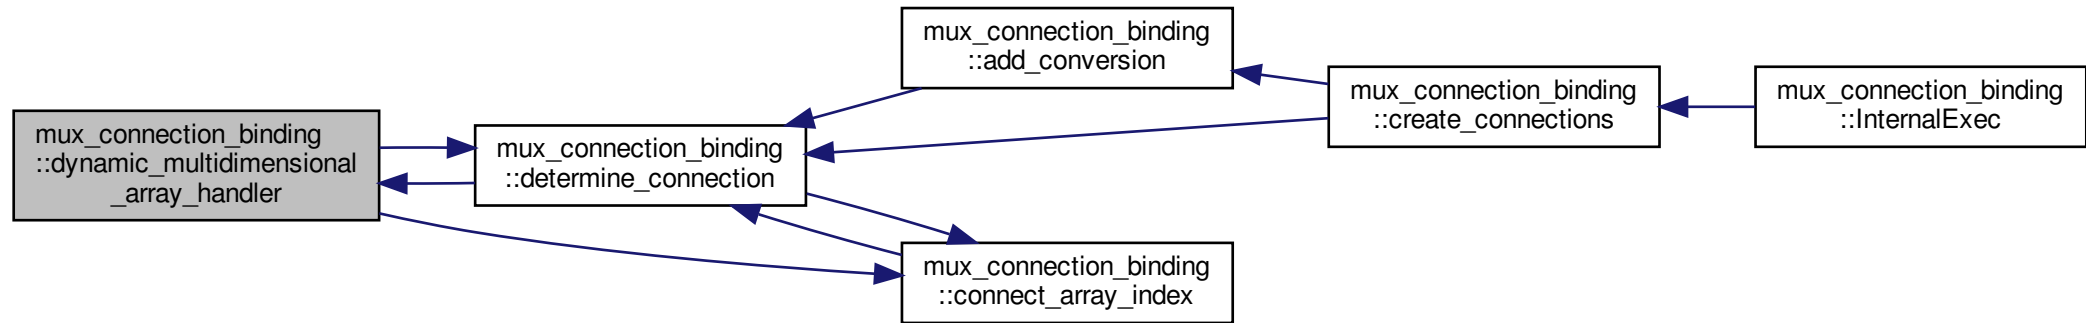 mux_connection_binding
::dynamic_multidimensional
_array_handler
mux_connection_binding
::determine_connection
mux_connection_binding
::add_conversion
mux_connection_binding
::connect_array_index
mux_connection_binding
::create_connections
mux_connection_binding
::InternalExec